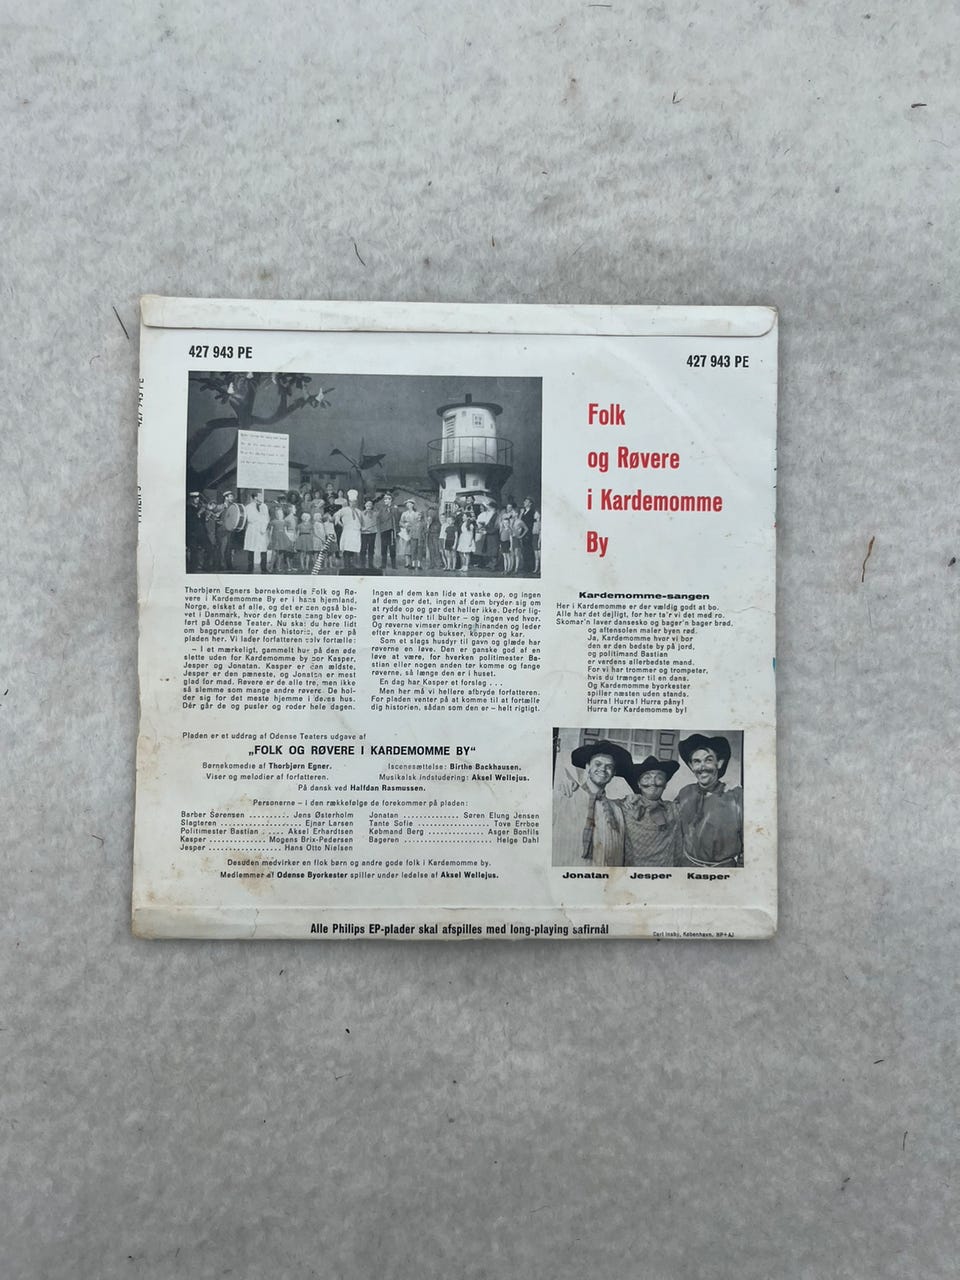 427 943 PE
427 943 PE
Folk
og Røvere
i Kardemomme
By
Thorbjørn Egners børnekomedie Folk og Rø-
vere i Kardemomme By er i hans hjemland,
Norge, elsket af alle, og det er den også ble-
vet i Danmark, hvor den første gang blev op-
ført på Odense Teater. Nu skal du høre lidt
om baggrunden for den historie, der er på
pladen her. Vi lader forfatteren selv fortælle:
– I et mærkeligt, gammelt hus på den øde
slette uden for Kardemomme by bor Kasper,
Jesper og Jonatan. Kasper er den ældste,
Jesper er den pæneste, og Jonatan er mest
glad for mad. Røvere er de alle tre, men ikke
så slemme som mange andre røvere. De hol-
der sig for det meste hjemme i deres hus.
Dér går de og pusler og roder hele dagen.
Ingen af dem kan lide at vaske op, og ingen
af dem gør det, ingen af dem bryder sig om
at rydde op og gør det heller ikke. Derfor lig-
ger alt hulter til bulter – og ingen ved hvor.
Og røverne vimser omkring hinanden og leder
efter knapper og bukser, kopper og kar.
Som et slags husdyr til gavn og glæde har
røverne en løve. Den er ganske god af en
løve at være, for hverken politimester Ba-
stian eller nogen anden tør komme og fange
røverne, så længe den er i huset.
En dag har Kasper et forslag . . .
Men her må vi hellere afbryde forfatteren.
For pladen venter på at komme til at fortælle
dig historien, sådan som den er – helt rigtigt.
Kardemomme-sangen
Her i Kardemomme er der vældig godt at bo.
Alle har det dejligt, for her ta'r vi det med ro.
Skomar'n laver dansesko og bager'n bager brød,
og aftensolen maler byen rød.
Ja, Kardemomme hvor vi bor
den er den bedste by på jord,
og politimand Bastian
er verdens allerbedste mand.
For vi har trommer og trompeter,
hvis du trænger til en dans.
Og Kardemomme byorkester
spiller næsten uden stands.
Hurra! Hurra! Hurra påny!
Hurra for Kardemomme by!
Pladen er et uddrag af Odense Teaters udgave af
„FOLK OG RØVERE I KARDEMOMME BY“
Børnekomedie af Thorbjørn Egner.
Iscenesættelse: Birthe Backhausen.
Viser og melodier af forfatteren.
Musikalsk indstudering: Aksel Wellejus.
På dansk ved Halfdan Rasmussen.
Personerne – i den rækkefølge de forekommer på pladen:
Barber Sørensen .......... Jens Østerholm
Slagteren .................... Ejnar Larsen
Politimester Bastian ..... Aksel Erhardtsen
Kasper .............. Mogens Brix-Pedersen
Jesper .................. Hans Otto Nielsen
Jonatan .............. Søren Elung Jensen
Tante Sofie .................. Tove Errboe
Købmand Berg .............. Asger Bonfils
Bageren ...................... Helge Dahl
Desuden medvirker en flok børn og andre gode folk i Kardemomme by.
Medlemmer af Odense Byorkester spiller under ledelse af Aksel Wellejus.
Jonatan Jesper Kasper
Alle Philips EP-plader skal afspilles med long-playing safirnål
Carl Insby, København. HP+AJ